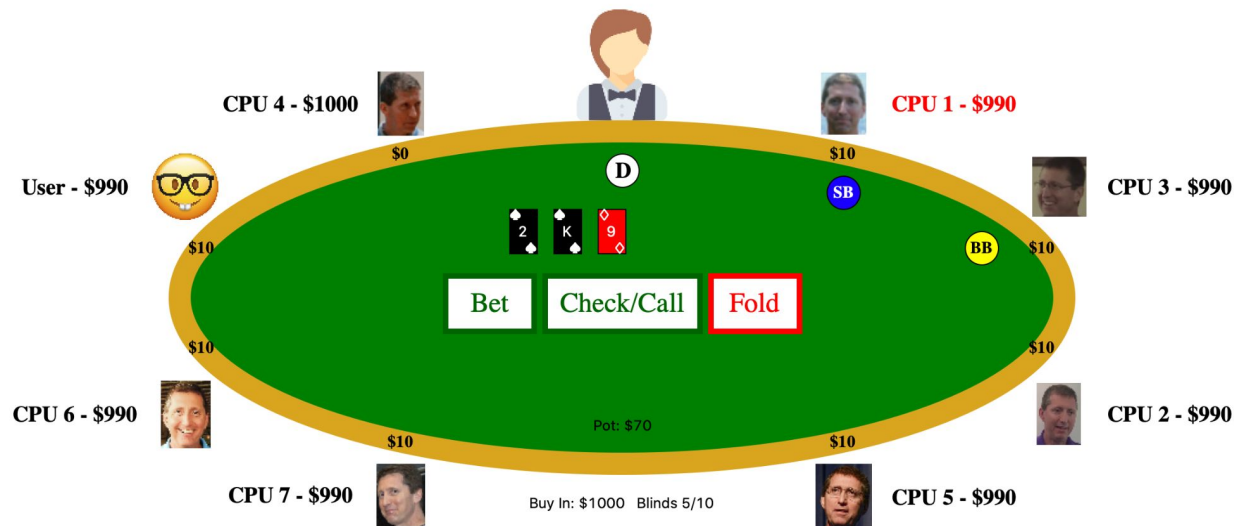 CPU 4 - $1000
CPU 1 - $990
$0
D
$10
SB
User - $990
CPU 3 - $990
2
K
9
$10
BB
$10
Bet
Check/Call
Fold
$10
$10
CPU 6 - $990
CPU 2 - $990
Pot: $70
$10
$10
CPU 7 - $990
Buy In: $1000 Blinds 5/10
CPU 5 - $990